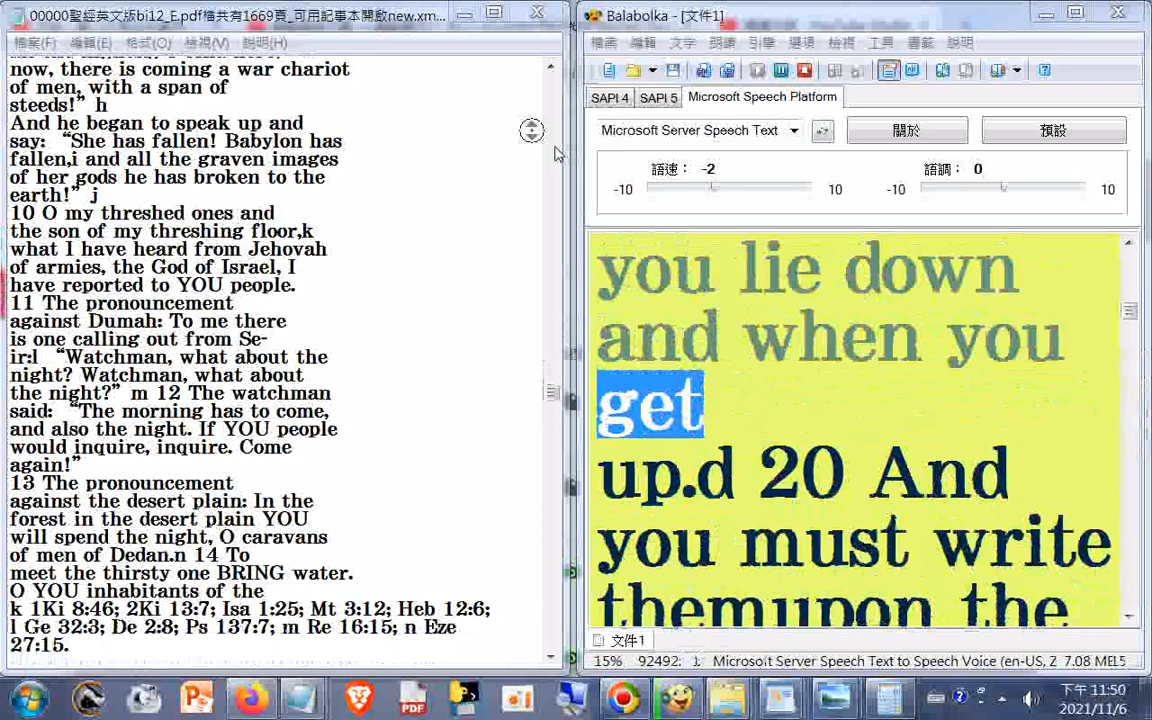 00000聖經英文版bi12_E.pdf檔共有1669頁_可用記事本開啟new.xm...
檔案(F) 編輯(E) 格式(O) 檢視(V) 說明(H)
now, there is coming a war chariot
of men, with a span of
steeds!” h
And he began to speak up and
say: “She has fallen! Babylon has
fallen,i and all the graven images
of her gods he has broken to the
earth!” j
10 O my threshed ones and
the son of my threshing floor,k
what I have heard from Jehovah
of armies, the God of Israel, I
have reported to YOU people.
11 The pronouncement
against Dumah: To me there
is one calling out from Se-
ir:l “Watchman, what about the
night? Watchman, what about
the night?” m 12 The watchman
said: “The morning has to come,
and also the night. If YOU people
would inquire, inquire. Come
again!”
13 The pronouncement
against the desert plain: In the
forest in the desert plain YOU
will spend the night, O caravans
of men of Dedan.n 14 To
meet the thirsty one BRING water.
O YOU inhabitants of the
k 1Ki 8:46; 2Ki 13:7; Isa 1:25; Mt 3:12; Heb 12:6;
l Ge 32:3; De 2:8; Ps 137:7; m Re 16:15; n Eze
27:15.
Balabolka - [文件1]
檔案 編輯 文字 朗讀 引擎 選項 檢視 工具 書籤 說明
SAPI 4 SAPI 5 Microsoft Speech Platform
Microsoft Server Speech Text 關於 預設
語速： -2 語調： 0
-10 10 -10 10
you lie down
and when you
get
up.d 20 And
you must write
themupon the
文件1
15% 92492: 1: Microsoft Server Speech Text to Speech Voice (en-US, Z 7.08 MEL5
PDF
下午 11:50
2021/11/6